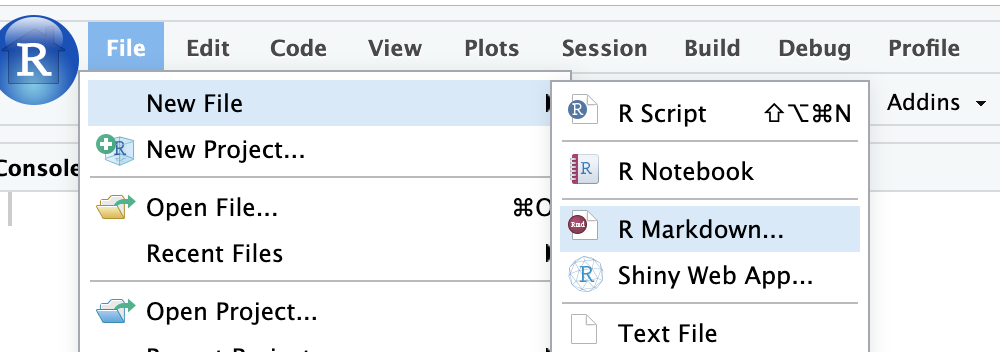 R File Edit Code View Plots Session Build Debug Profile
Addins
Console
New File
New Project...
Open File... ⌘O
Recent Files
Open Project...
R Script ⇧⌥⌘N
R Notebook
R Markdown...
Shiny Web App...
Text File